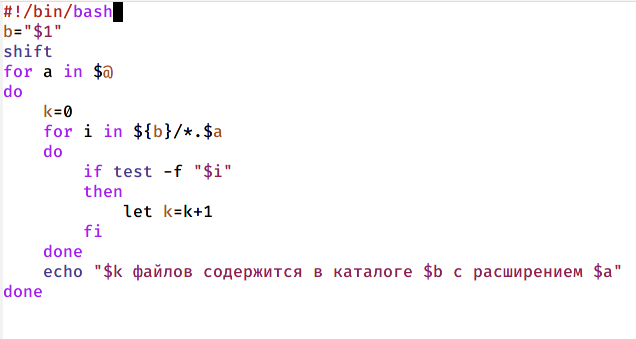 #!/bin/bash
b="$1"
shift
for a in $@
do
    k=0
    for i in ${b}/*.$a
    do
        if test -f "$i"
        then
            let k=k+1
        fi
    done
    echo "$k файлов содержится в каталоге $b с расширением $a"
done